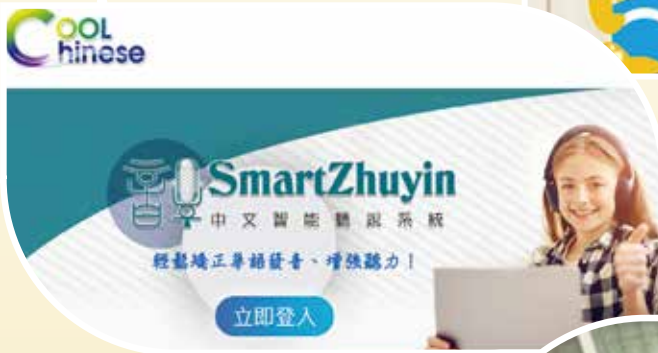 Cool Chinese
SmartZhuyin
中文智能聽說系統
輕鬆矯正華語發音、增強聽力！
立即登入